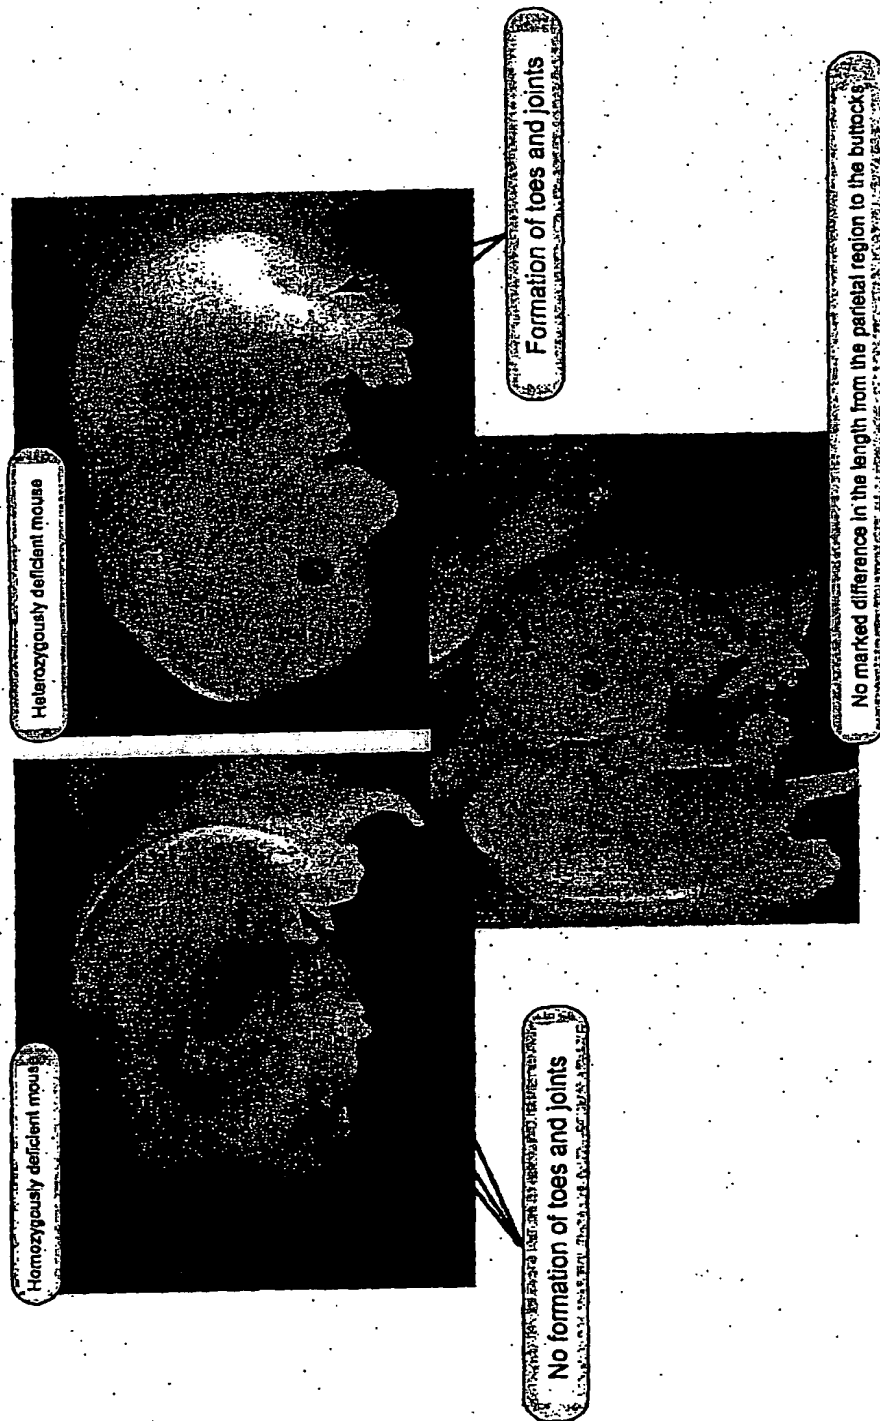 Homozygously deficient mouse
Heterozygously deficient mouse
No formation of toes and joints
Formation of toes and joints
No marked difference in the length from the parietal region to the buttocks